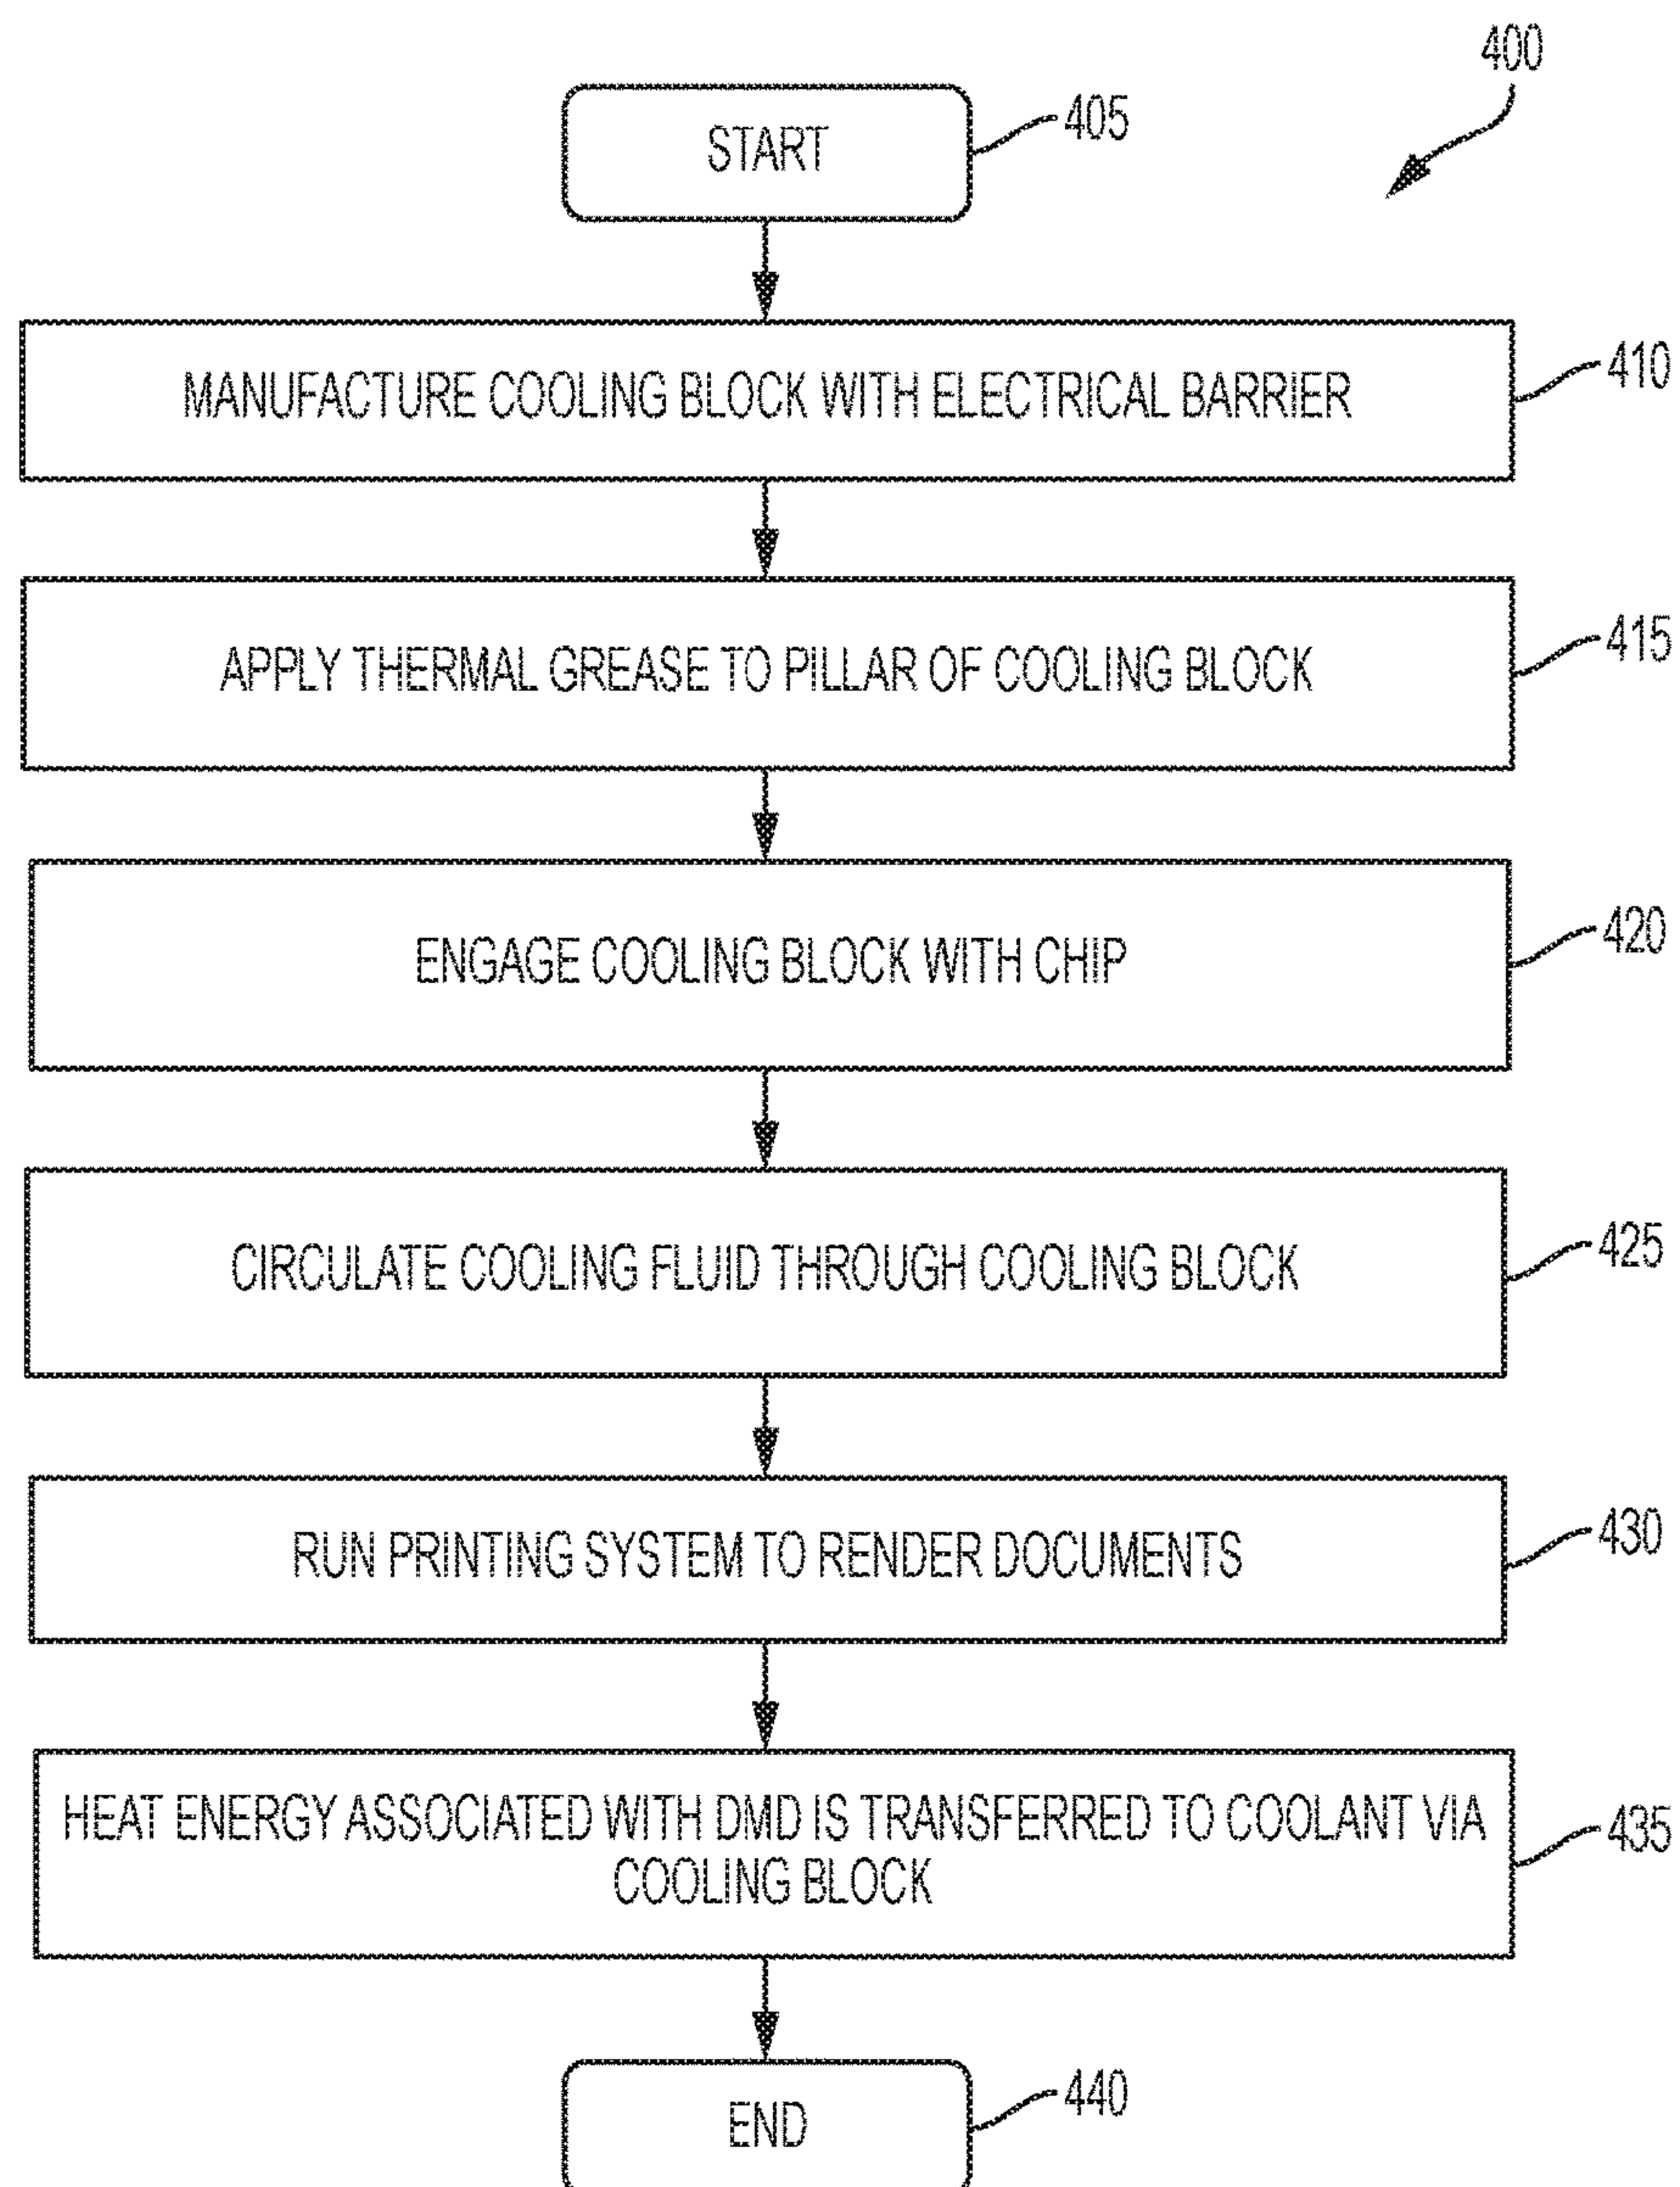 400
START
405
MANUFACTURE COOLING BLOCK WITH ELECTRICAL BARRIER
410
APPLY THERMAL GREASE TO PILLAR OF COOLING BLOCK
415
ENGAGE COOLING BLOCK WITH CHIP
420
CIRCULATE COOLING FLUID THROUGH COOLING BLOCK
425
RUN PRINTING SYSTEM TO RENDER DOCUMENTS
430
HEAT ENERGY ASSOCIATED WITH DMD IS TRANSFERRED TO COOLANT VIA
COOLING BLOCK
435
END
440